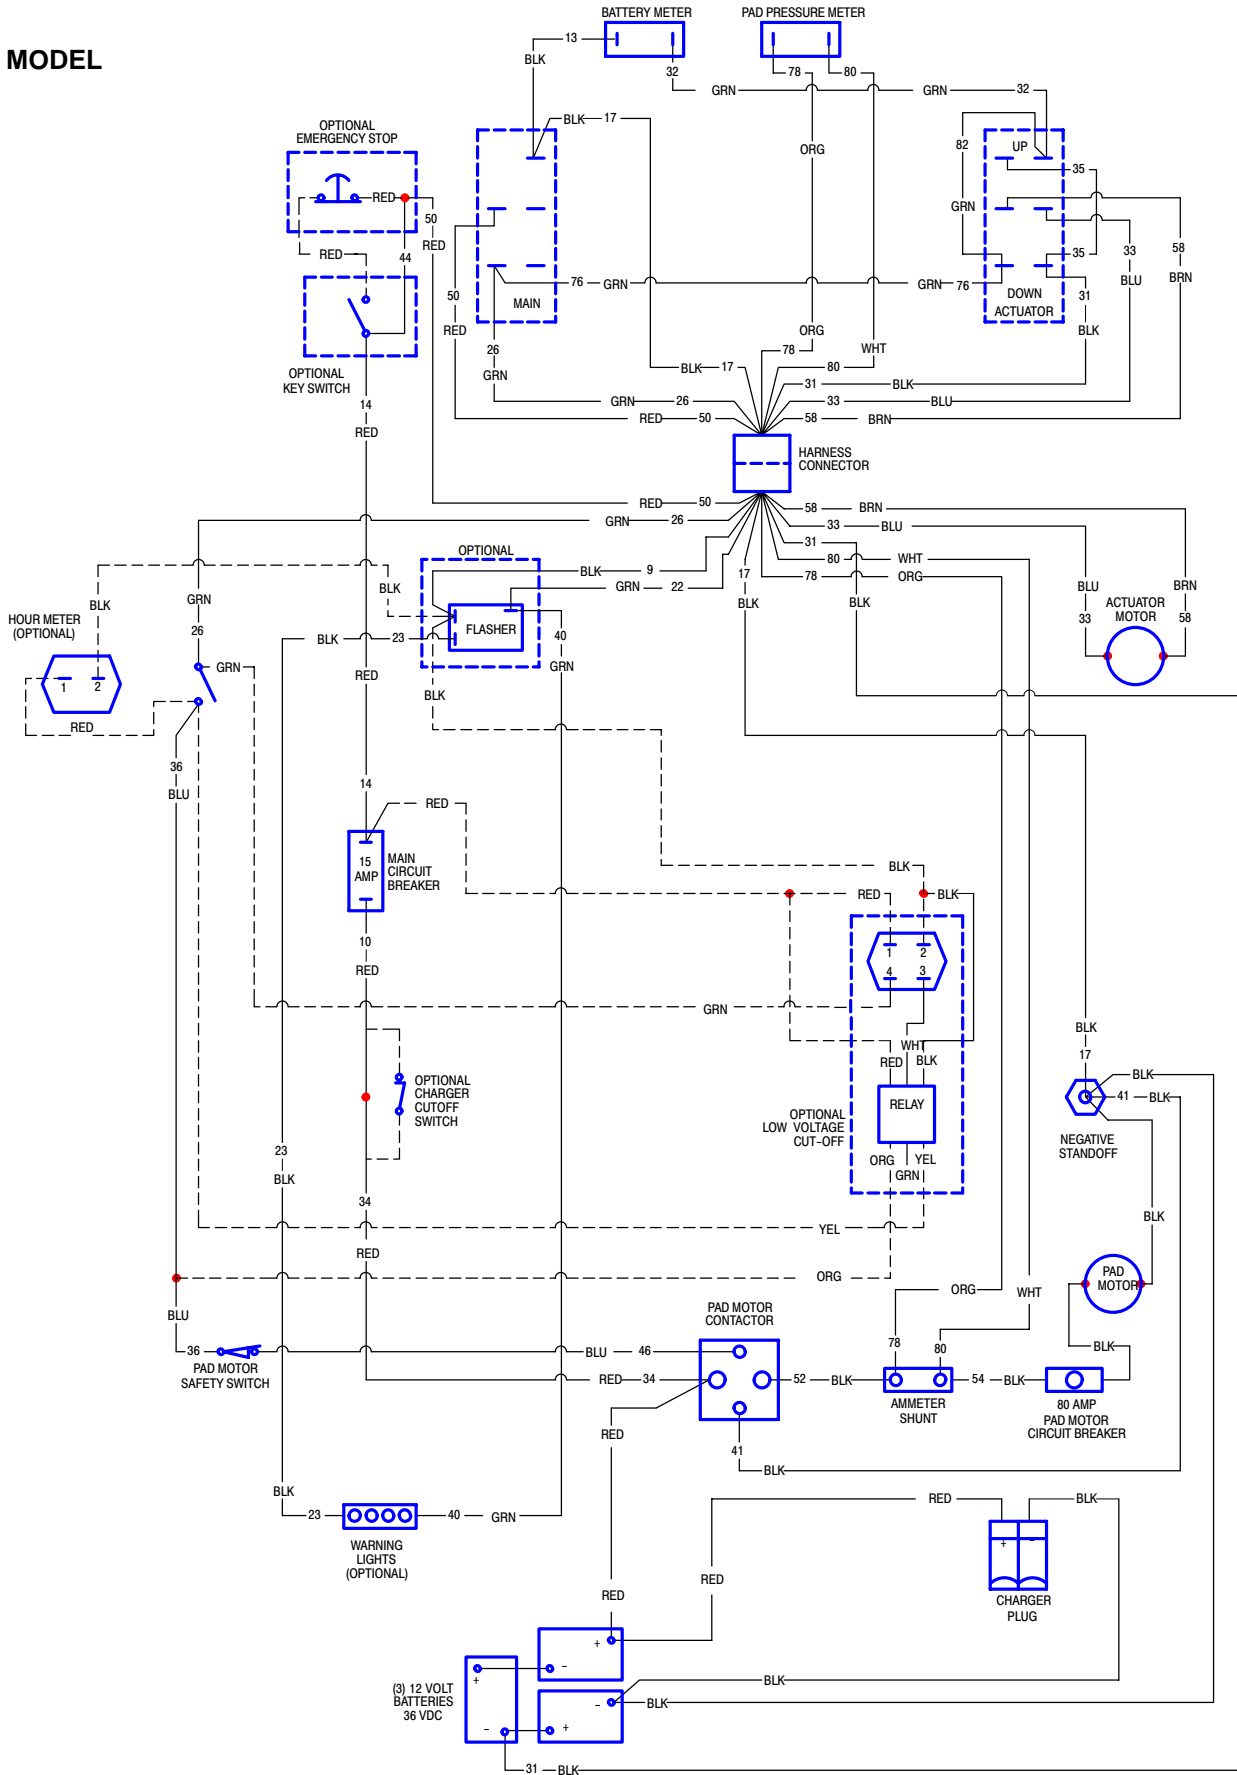 BATTERY METER
PAD PRESSURE METER
MODEL
13
BLK
32
78
80
GRN
GRN
32
OPTIONAL
EMERGENCY STOP
BLK
17
ORG
82
UP
35
RED
50
RED
GRN
RED
44
50
RED
76
GRN
GRN
76
MAIN
35
33
BLU
58
BRN
DOWN
ACTUATOR
31
BLK
26
GRN
ORG
78
WHT
OPTIONAL
KEY SWITCH
BLK
17
80
31
BLK
14
RED
GRN
26
33
BLU
RED
50
58
BRN
HARNESS
CONNECTOR
RED
50
58
BRN
GRN
26
33
BLU
31
OPTIONAL
80
WHT
BLK
9
78
ORG
17
BLK
GRN
22
BLK
BLK
GRN
26
BLK
BLU
33
BRN
58
ACTUATOR
MOTOR
HOUR METER
(OPTIONAL)
FLASHER
BLK
23
40
GRN
1
2
GRN
RED
BLK
RED
36
BLU
14
RED
15
AMP
MAIN
CIRCUIT
BREAKER
BLK
RED
BLK
10
RED
1
2
4
3
GRN
WHT
RED
BLK
BLK
17
OPTIONAL
CHARGER
CUTOFF
SWITCH
RELAY
OPTIONAL
LOW VOLTAGE
CUT-OFF
BLK
41
BLK
NEGATIVE
STANDOFF
23
BLK
ORG
GRN
YEL
34
RED
YEL
BLK
ORG
ORG
WHT
PAD
MOTOR
BLU
PAD MOTOR
CONTACTOR
36
BLU
46
78
80
BLK
PAD MOTOR
SAFETY SWITCH
RED
34
52
BLK
54
BLK
AMMETER
SHUNT
80 AMP
PAD MOTOR
CIRCUIT BREAKER
RED
41
BLK
BLK
23
40
GRN
RED
BLK
WARNING
LIGHTS
(OPTIONAL)
+
-
CHARGER
PLUG
RED
RED
+
-
+
(3) 12 VOLT
BATTERIES
36 VDC
-
-
+
BLK
BLK
31
BLK